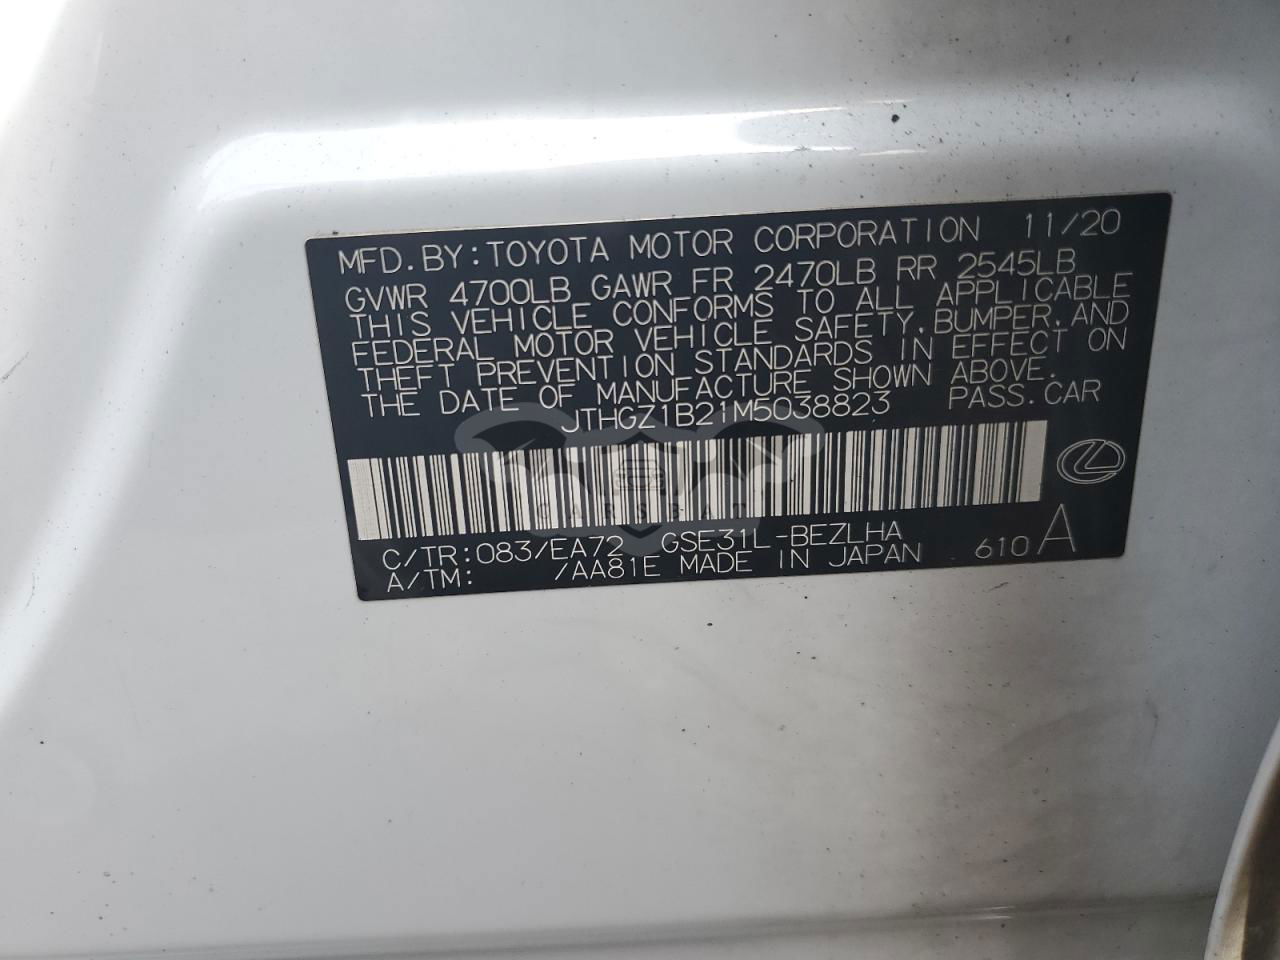 MFD. BY: TOYOTA MOTOR CORPORATION 11/20
GVWR 4700LB GAWR FR 2470LB RR 2545LB
THIS VEHICLE CONFORMS TO ALL APPLICABLE
FEDERAL MOTOR VEHICLE SAFETY, BUMPER, AND
THEFT PREVENTION STANDARDS IN EFFECT ON
THE DATE OF MANUFACTURE SHOWN ABOVE.
JTHGZ1B21M5038823 PASS. CAR
CARSBAT
C/TR: 083/EA72 GSE31L-BEZLHA
A/TM: /AA81E MADE IN JAPAN 610 A